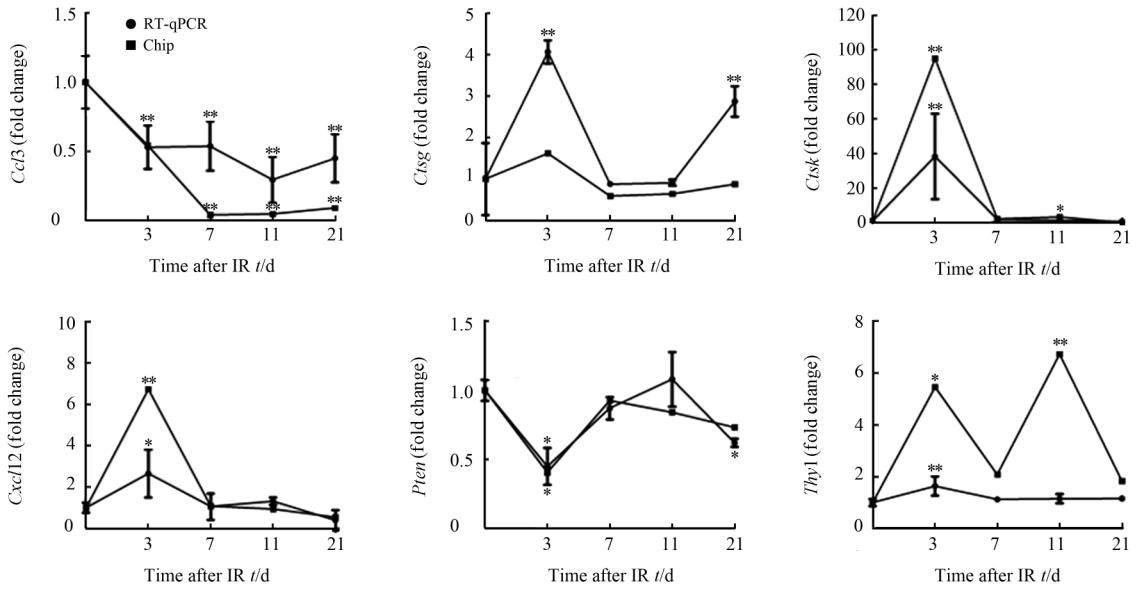 1.5
RT-qPCR
Chip
1.0
0.5
0
Ccl3 (fold change)
** ** ** **
** ** **
3 7 11 21
Time after IR t/d
5
4
3
2
1
0
Ctsg (fold change)
**
**
3 7 11 21
Time after IR t/d
120
100
80
60
40
20
0
Ctsk (fold change)
**
**
*
3 7 11 21
Time after IR t/d
10
8
6
4
2
0
Cxcl12 (fold change)
**
*
3 7 11 21
Time after IR t/d
1.5
1.0
0.5
0
Pten (fold change)
*
*
*
3 7 11 21
Time after IR t/d
8
6
4
2
0
Thy1 (fold change)
*
**
**
3 7 11 21
Time after IR t/d